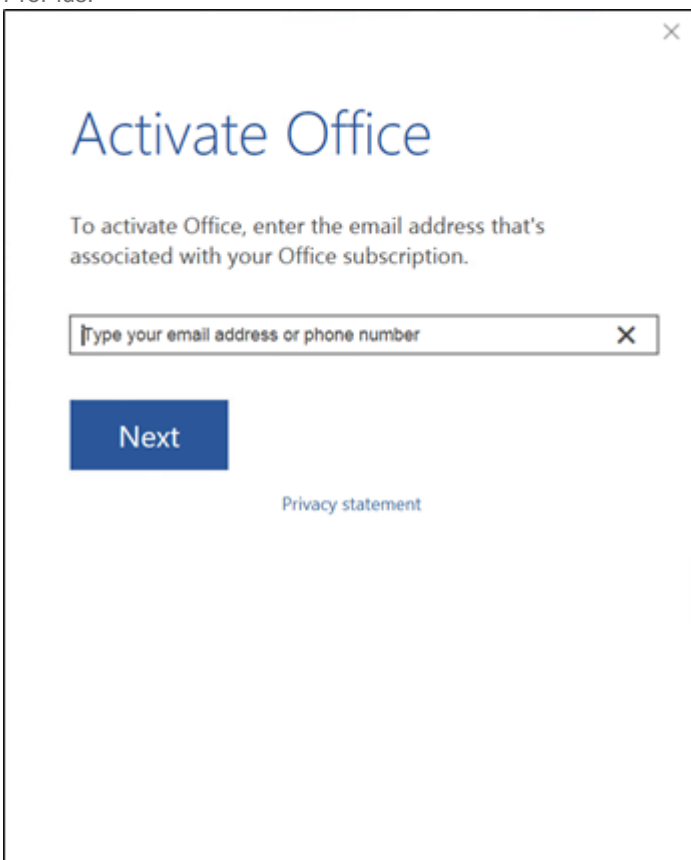 Activate Office
To activate Office, enter the email address that's
associated with your Office subscription.
Type your email address or phone number
Next
Privacy statement